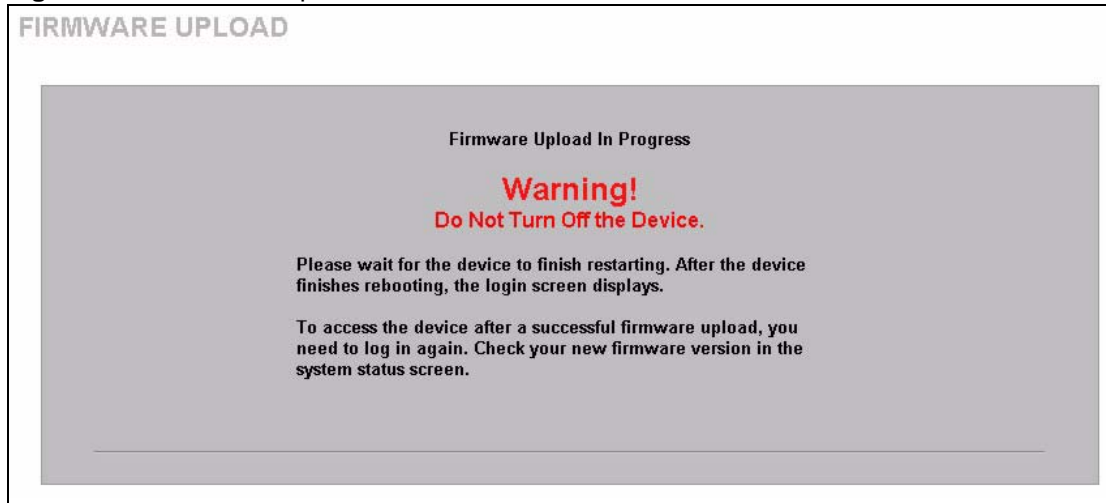 FIRMWARE UPLOAD
Firmware Upload In Progress
Warning!
Do Not Turn Off the Device.
Please wait for the device to finish restarting. After the device
finishes rebooting, the login screen displays.
To access the device after a successful firmware upload, you
need to log in again. Check your new firmware version in the
system status screen.